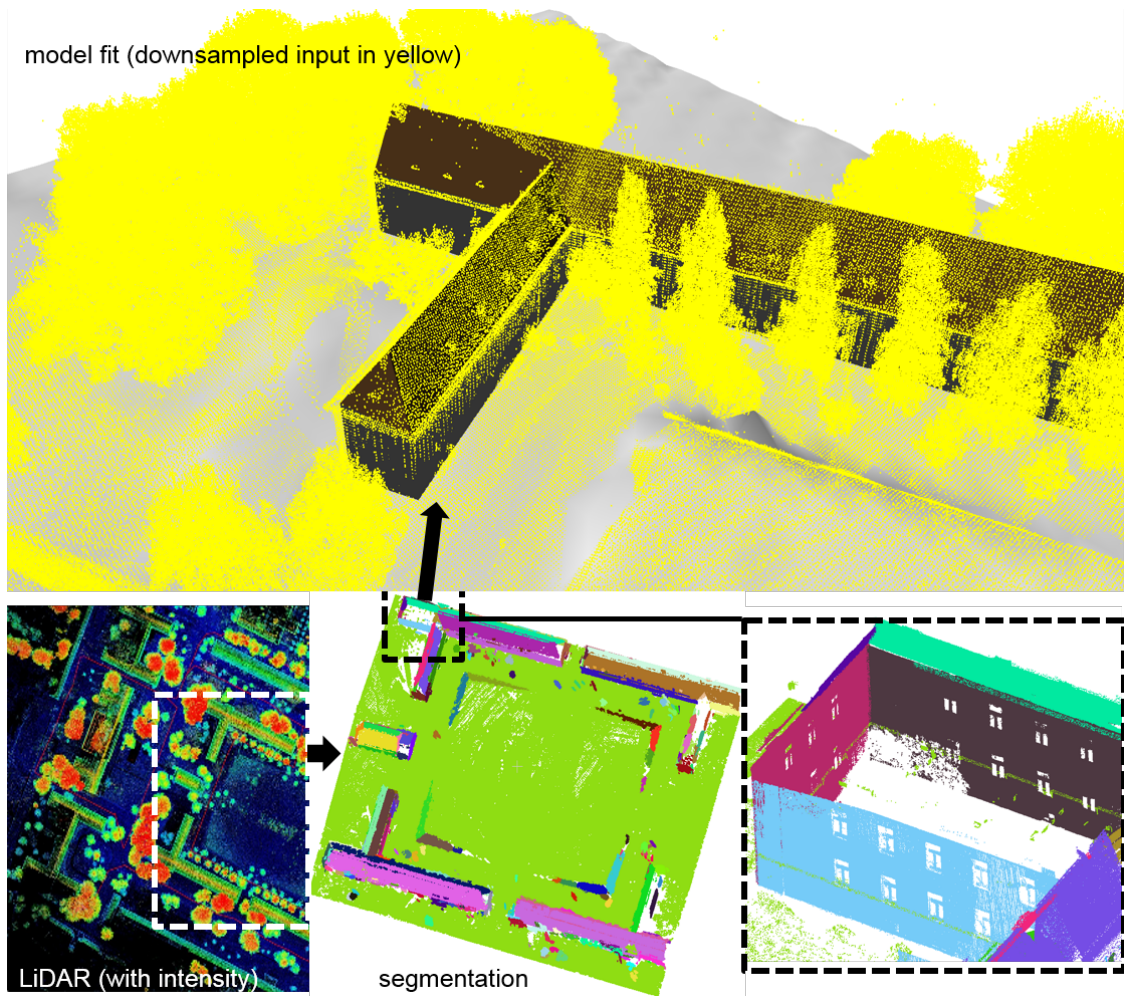 model fit (downsampled input in yellow)
LiDAR (with intensity)
segmentation